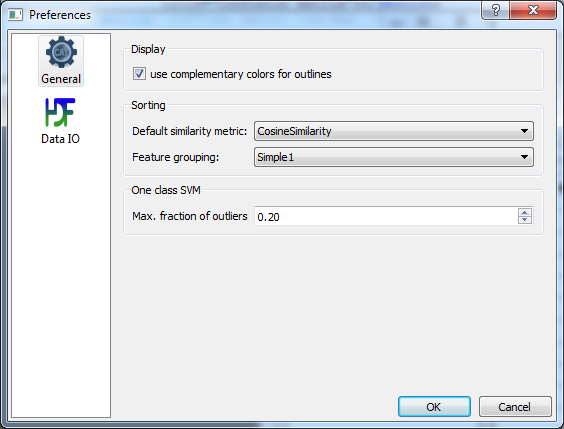 Preferences
General
Data IO
Display
use complementary colors for outlines
Sorting
Default similarity metric: CosineSimilarity
Feature grouping: Simple1
One class SVM
Max. fraction of outliers 0.20
OK Cancel